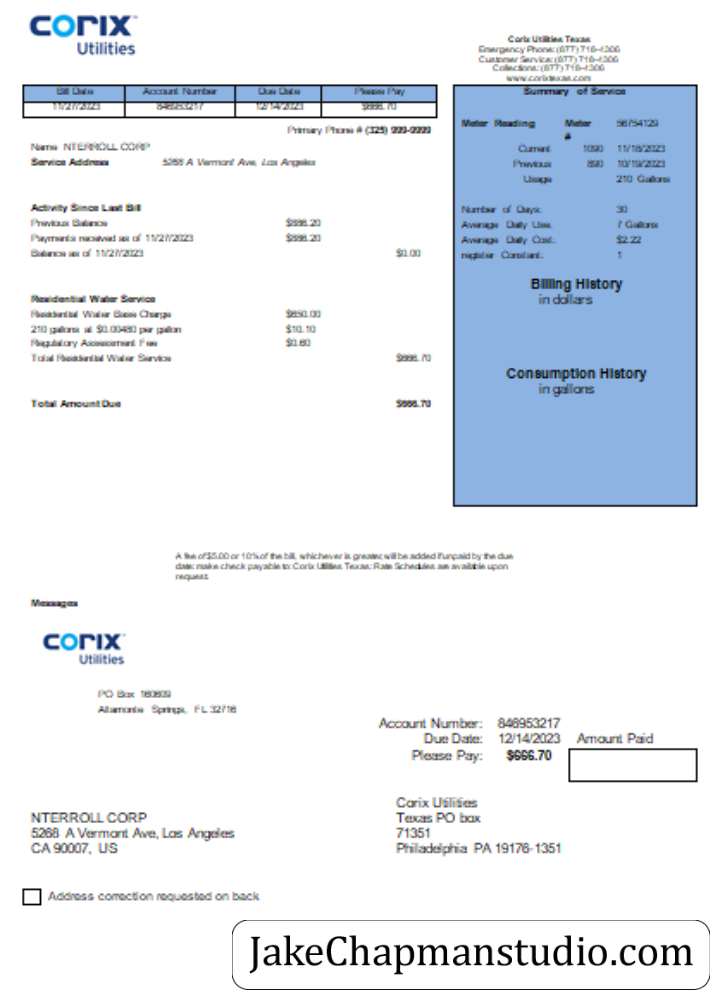 CORIX
Utilities
Corix Utilities Texas
Emergency Phone: (877) 718-4306
Customer Service: (877) 718-4306
Collections: (877) 718-4306
www.corixtexas.com
Bill Date Account Number Due Date Please Pay
11/27/2023 846953217 12/14/2023 $666.70
Primary Phone # (325) 999-9999
Name NTERROLL CORP
Service Address 5268 A Vermont Ave, Los Angeles
Activity Since Last Bill
Previous Balance $886.20
Payments received as of 11/27/2023 $886.20
Balance as of 11/27/2023 $0.00
Residential Water Service
Residential Water Base Charge $650.00
210 gallons at $0.00480 per gallon $10.10
Regulatory Assessment Fee $0.60
Total Residential Water Service $666.70
Total Amount Due $666.70
Summary of Service
Meter Reading Meter # 56754129
Current 1090 11/18/2023
Previous 890 10/19/2023
Usage 210 Gallons
Number of Days: 30
Average Daily Use: 7 Gallons
Average Daily Cost: $2.22
register Constant: 1
Billing History
in dollars
Consumption History
in gallons
A fee of $5.00 or 10% of the bill, whichever is greater, will be added if unpaid by the due
date: make check payable to: Corix Utilities Texas: Rate Schedules are available upon
request.
Messages
CORIX
Utilities
PO Box 160609
Altamonte Springs, FL 32716
Account Number: 846953217
Due Date: 12/14/2023 Amount Paid
Please Pay: $666.70
NTERROLL CORP
5268 A Vermont Ave, Los Angeles
CA 90007, US
Corix Utilities
Texas PO box
71351
Philadelphia PA 19176-1351
Address correction requested on back
JakeChapmanstudio.com